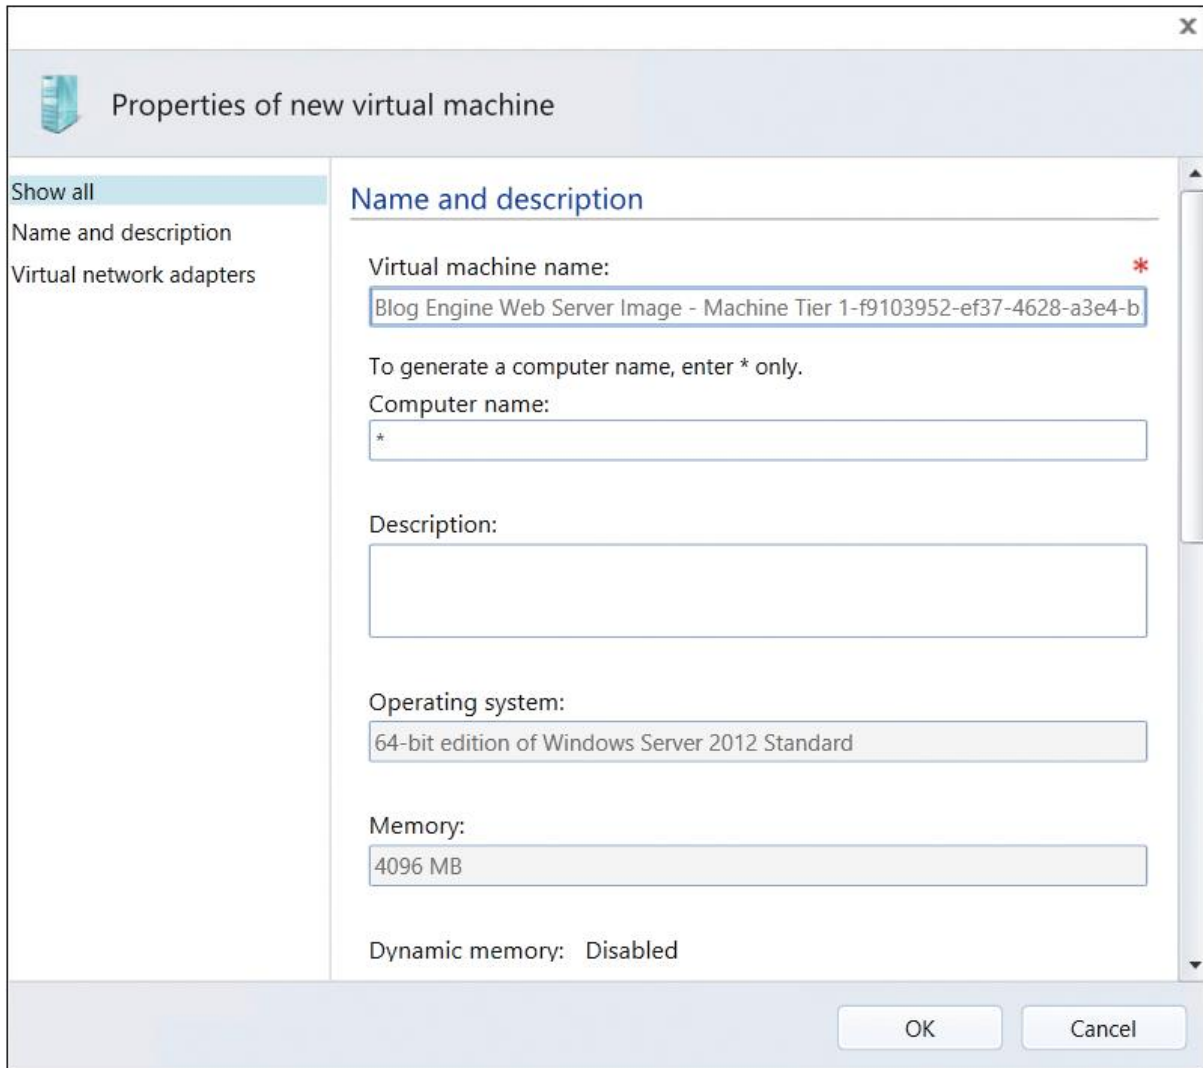 x
Properties of new virtual machine
Show all
Name and description
Virtual network adapters
Name and description
Virtual machine name: *
Blog Engine Web Server Image - Machine Tier 1-f9103952-ef37-4628-a3e4-b
To generate a computer name, enter * only.
Computer name:
*
Description:
Operating system:
64-bit edition of Windows Server 2012 Standard
Memory:
4096 MB
Dynamic memory: Disabled
OK Cancel